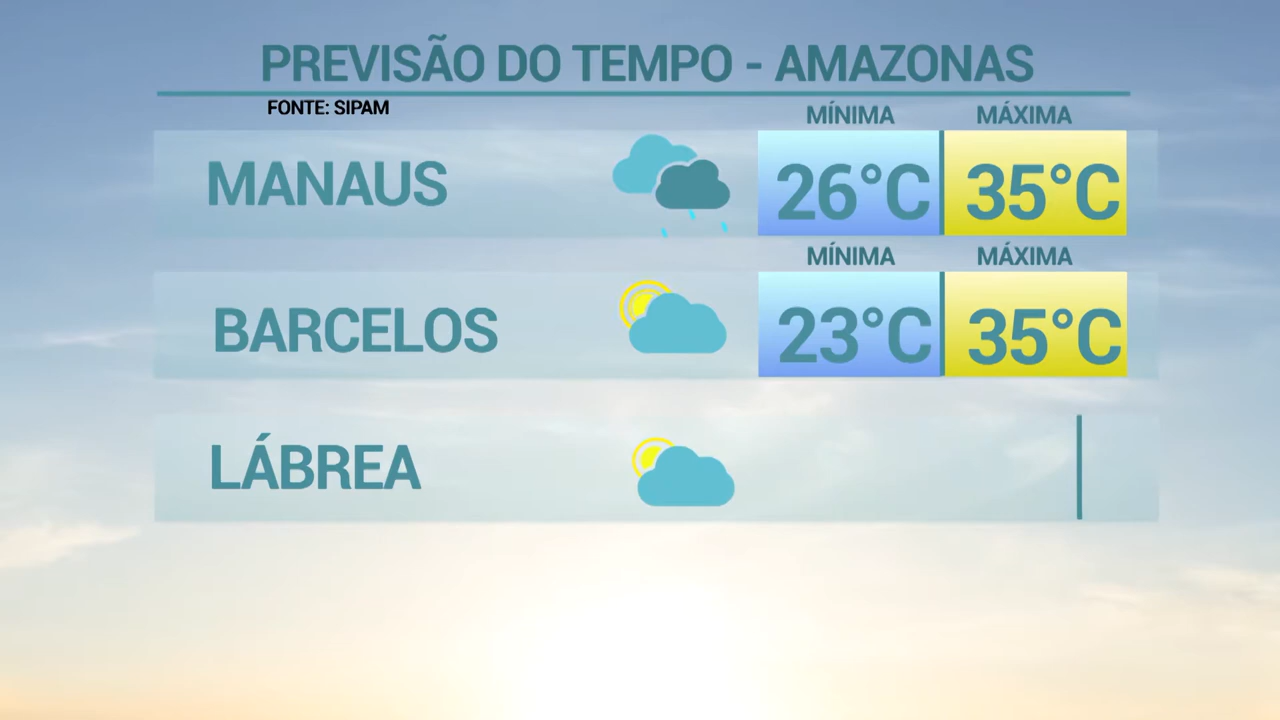 PREVISÃO DO TEMPO - AMAZONAS
FONTE: SIPAM
MÍNIMA MÁXIMA
MANAUS 26°C 35°C
MÍNIMA MÁXIMA
BARCELOS 23°C 35°C
LÁBREA